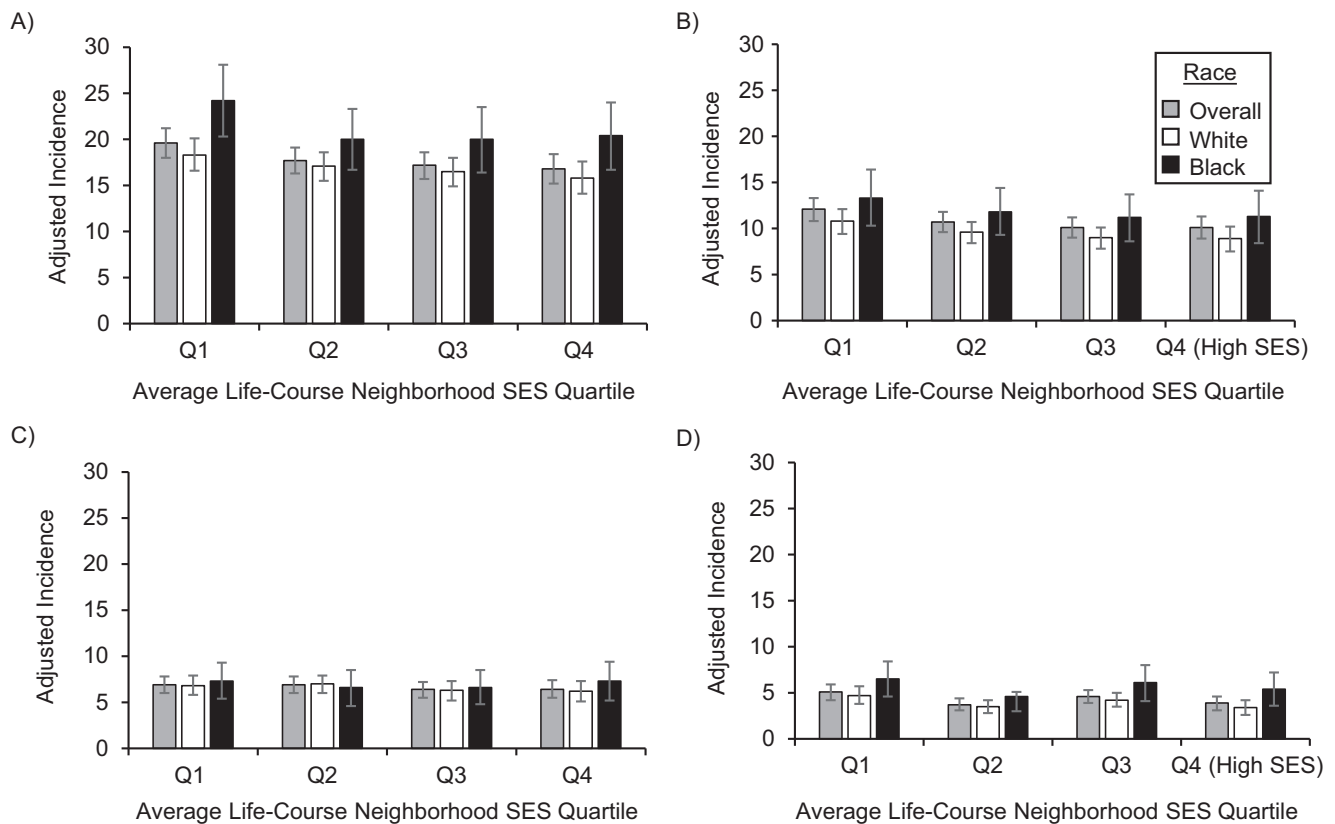 A)
30
25
20
15
10
5
0
Adjusted Incidence
Q1 Q2 Q3 Q4
Average Life-Course Neighborhood SES Quartile
B)
30
25
20
15
10
5
0
Adjusted Incidence
Race
Overall
White
Black
Q1 Q2 Q3 Q4 (High SES)
Average Life-Course Neighborhood SES Quartile
C)
30
25
20
15
10
5
0
Adjusted Incidence
Q1 Q2 Q3 Q4
Average Life-Course Neighborhood SES Quartile
D)
30
25
20
15
10
5
0
Adjusted Incidence
Q1 Q2 Q3 Q4 (High SES)
Average Life-Course Neighborhood SES Quartile